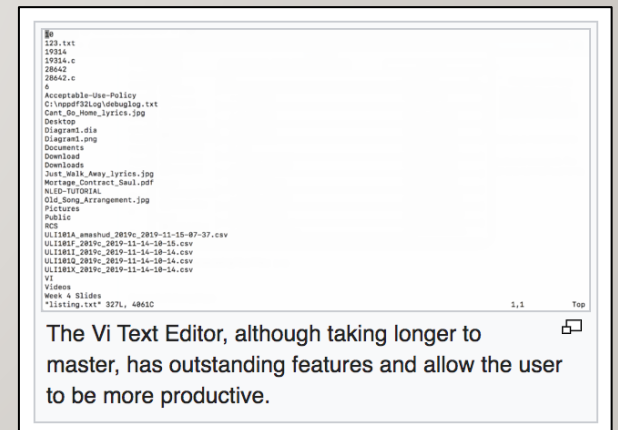 123.txt
19314
19314.c
28642
28642.c
6
Acceptable-Use-Policy
C:\nppdf32Log\debuglog.txt
Cant_Go_Home_lyrics.jpg
Desktop
Diagram1.dia
Diagram1.png
Documents
Download
Downloads
Just_Walk_Away_lyrics.jpg
Mortage_Contract_Saul.pdf
NLED-TUTORIAL
Old_Song_Arrangement.jpg
Pictures
Public
RCS
ULI101A_amashud_2019c_2019-11-15-07-37.csv
ULI101F_2019c_2019-11-14-10-15.csv
ULI101I_2019c_2019-11-14-10-14.csv
ULI101Q_2019c_2019-11-14-10-14.csv
ULI101X_2019c_2019-11-14-10-14.csv
VI
Videos
Week 4 Slides
"listing.txt" 327L, 4061C 1,1 Top
The Vi Text Editor, although taking longer to
master, has outstanding features and allow the user
to be more productive.